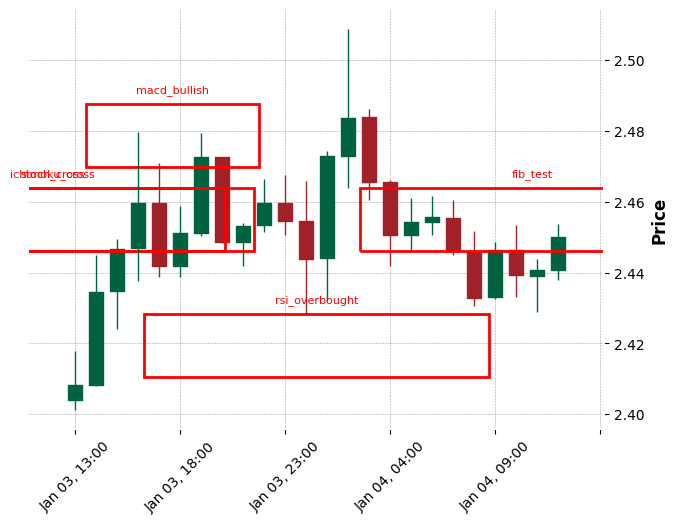 2.50
macd_bullish
2.48
ichimoku_cross
fib_test
2.46
Price
2.44
rsi_overbought
2.42
2.40
Jan 03, 13:00
Jan 03, 18:00
Jan 03, 23:00
Jan 04, 04:00
Jan 04, 09:00